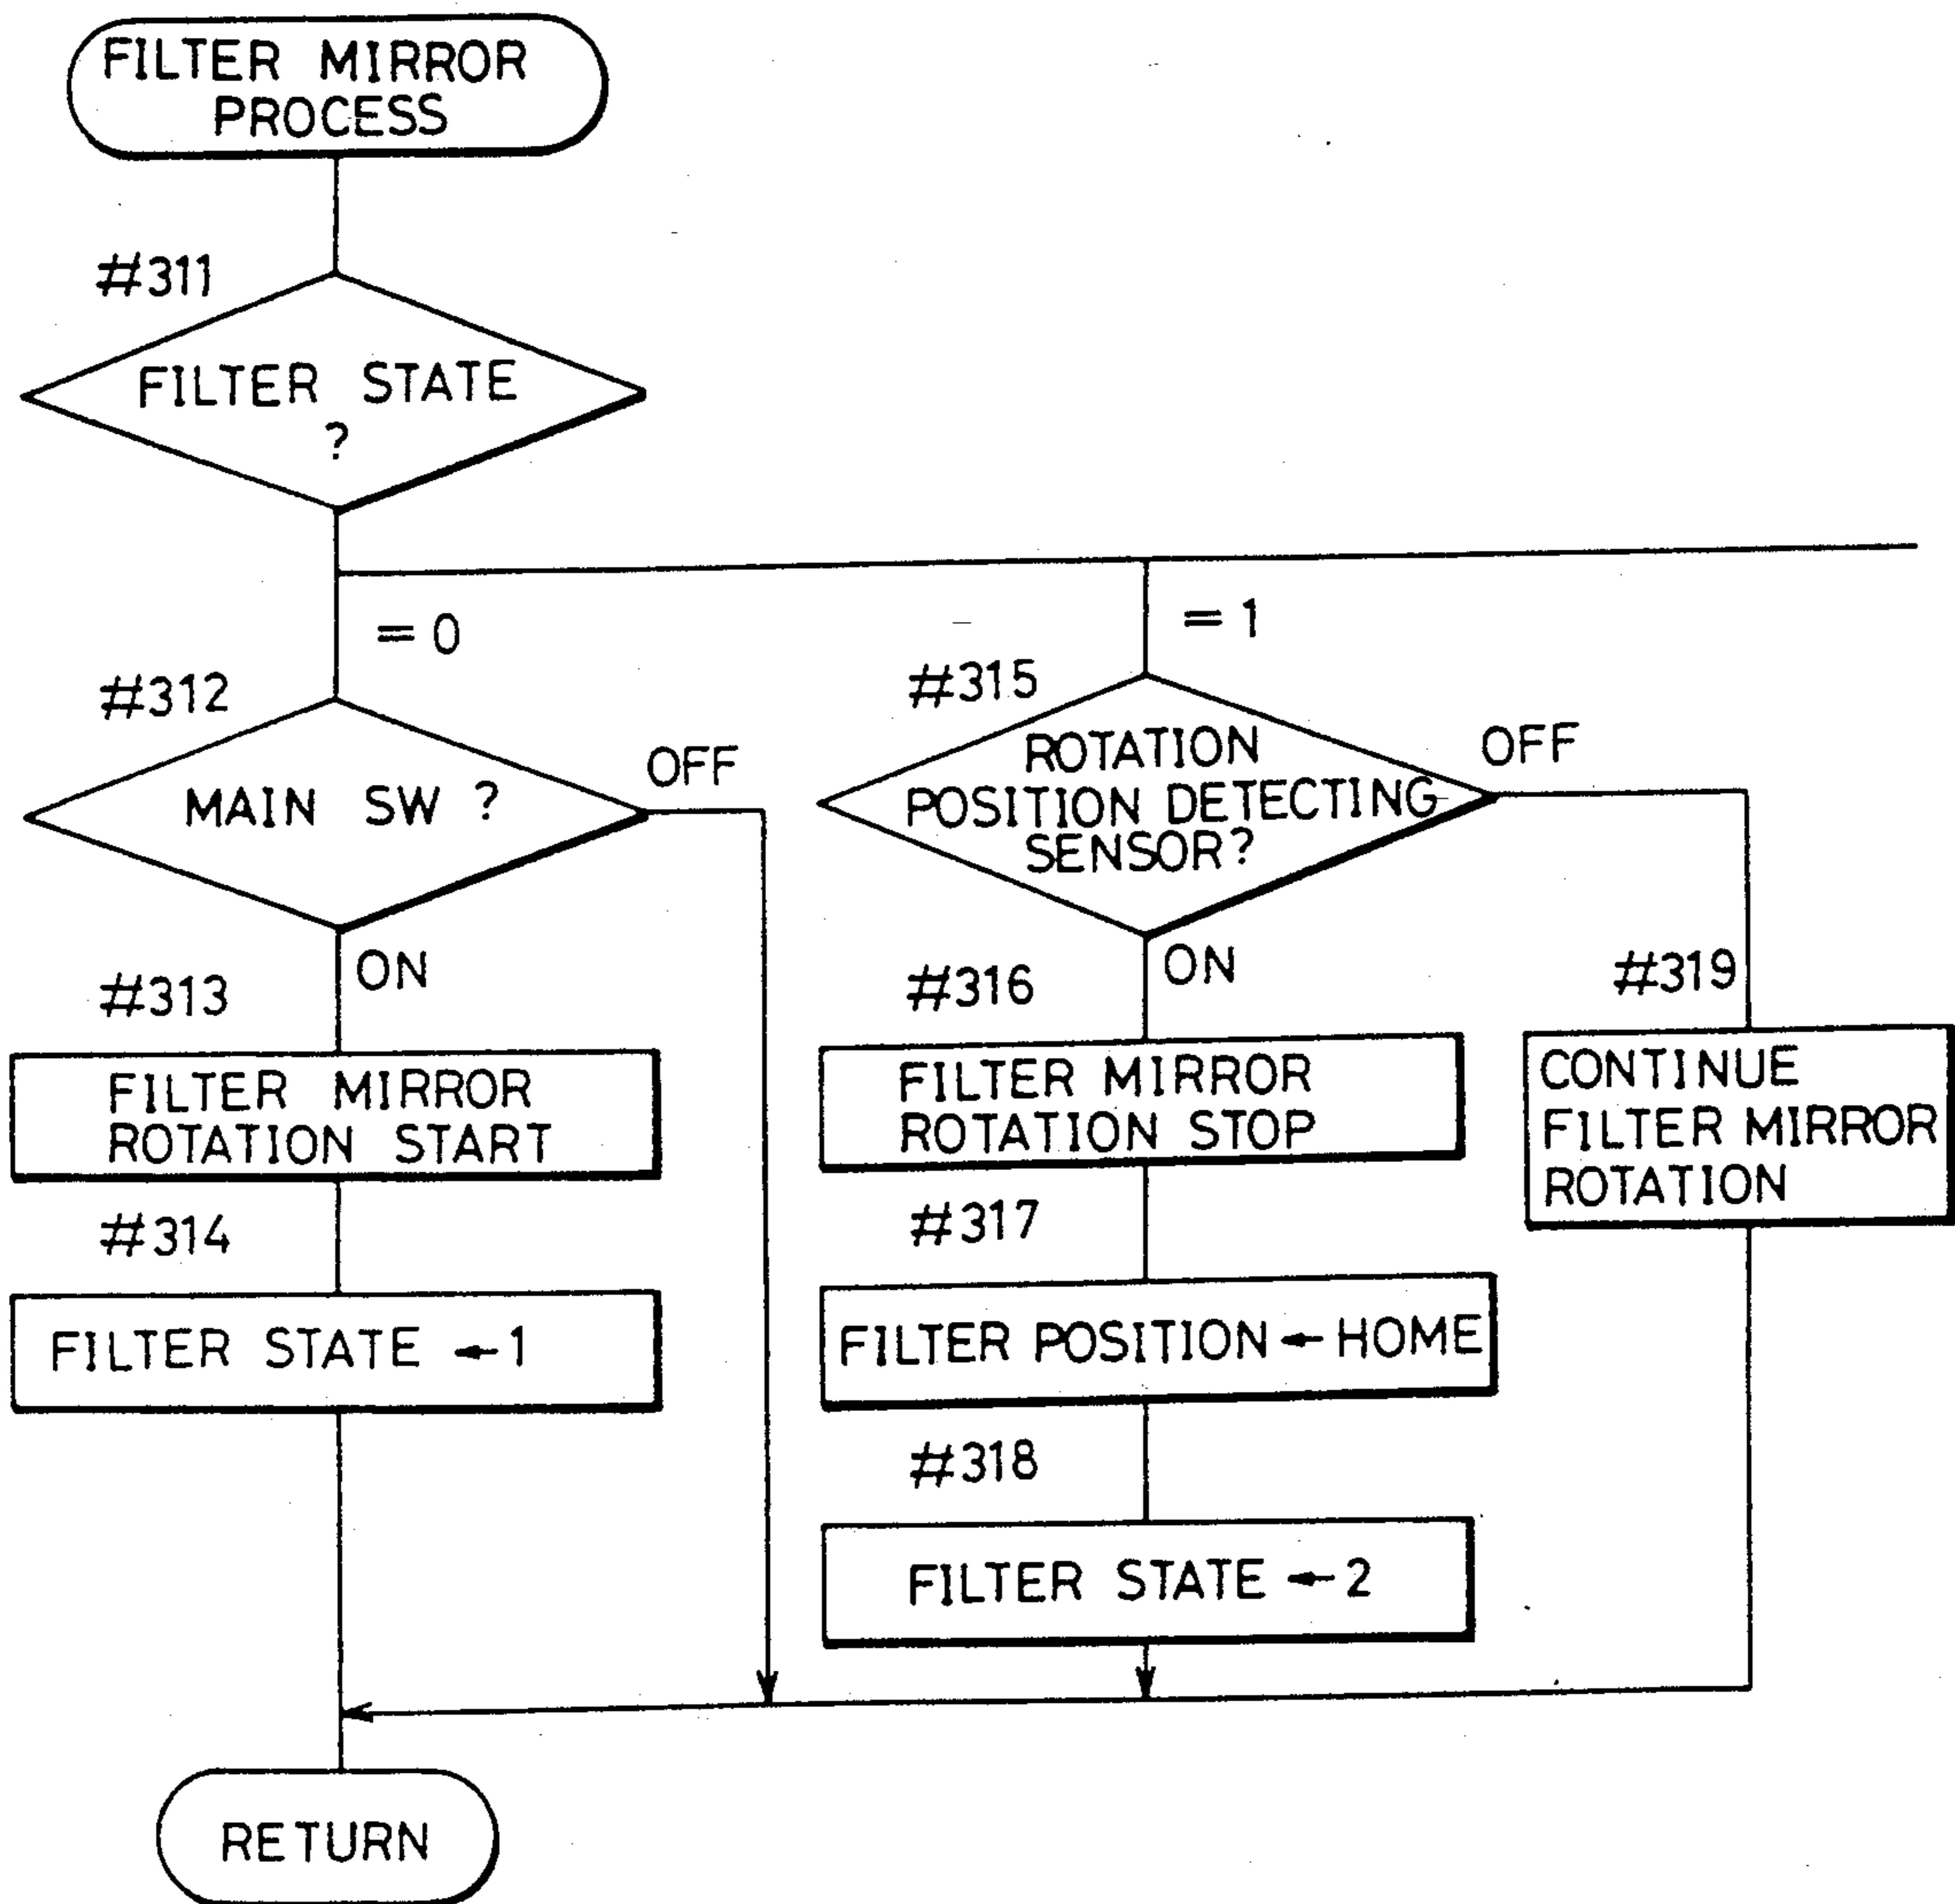 FILTER MIRROR
PROCESS
#311
FILTER STATE
?
= 0
= 1
#312
MAIN SW ?
OFF
ON
#313
FILTER MIRROR
ROTATION START
#314
FILTER STATE ← 1
#315
ROTATION
POSITION DETECTING
SENSOR?
OFF
ON
#316
FILTER MIRROR
ROTATION STOP
#317
FILTER POSITION ← HOME
#318
FILTER STATE ← 2
#319
CONTINUE
FILTER MIRROR
ROTATION
RETURN